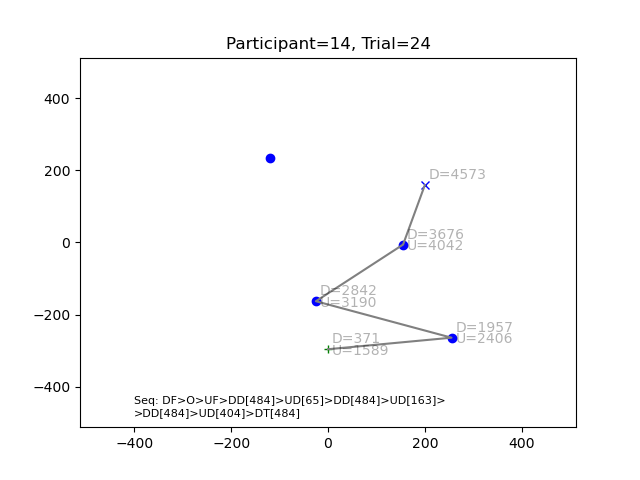 Participant=14, Trial=24
400
200
0
−200
−400
D=4573
D=3676
U=4042
D=2842
U=3190
D=1957
U=2406
D=371
U=1589
Seq: DF>O>UF>DD[484]>UD[65]>DD[484]>UD[163]>
>DD[484]>UD[404]>DT[484]
−400
−200
0
200
400